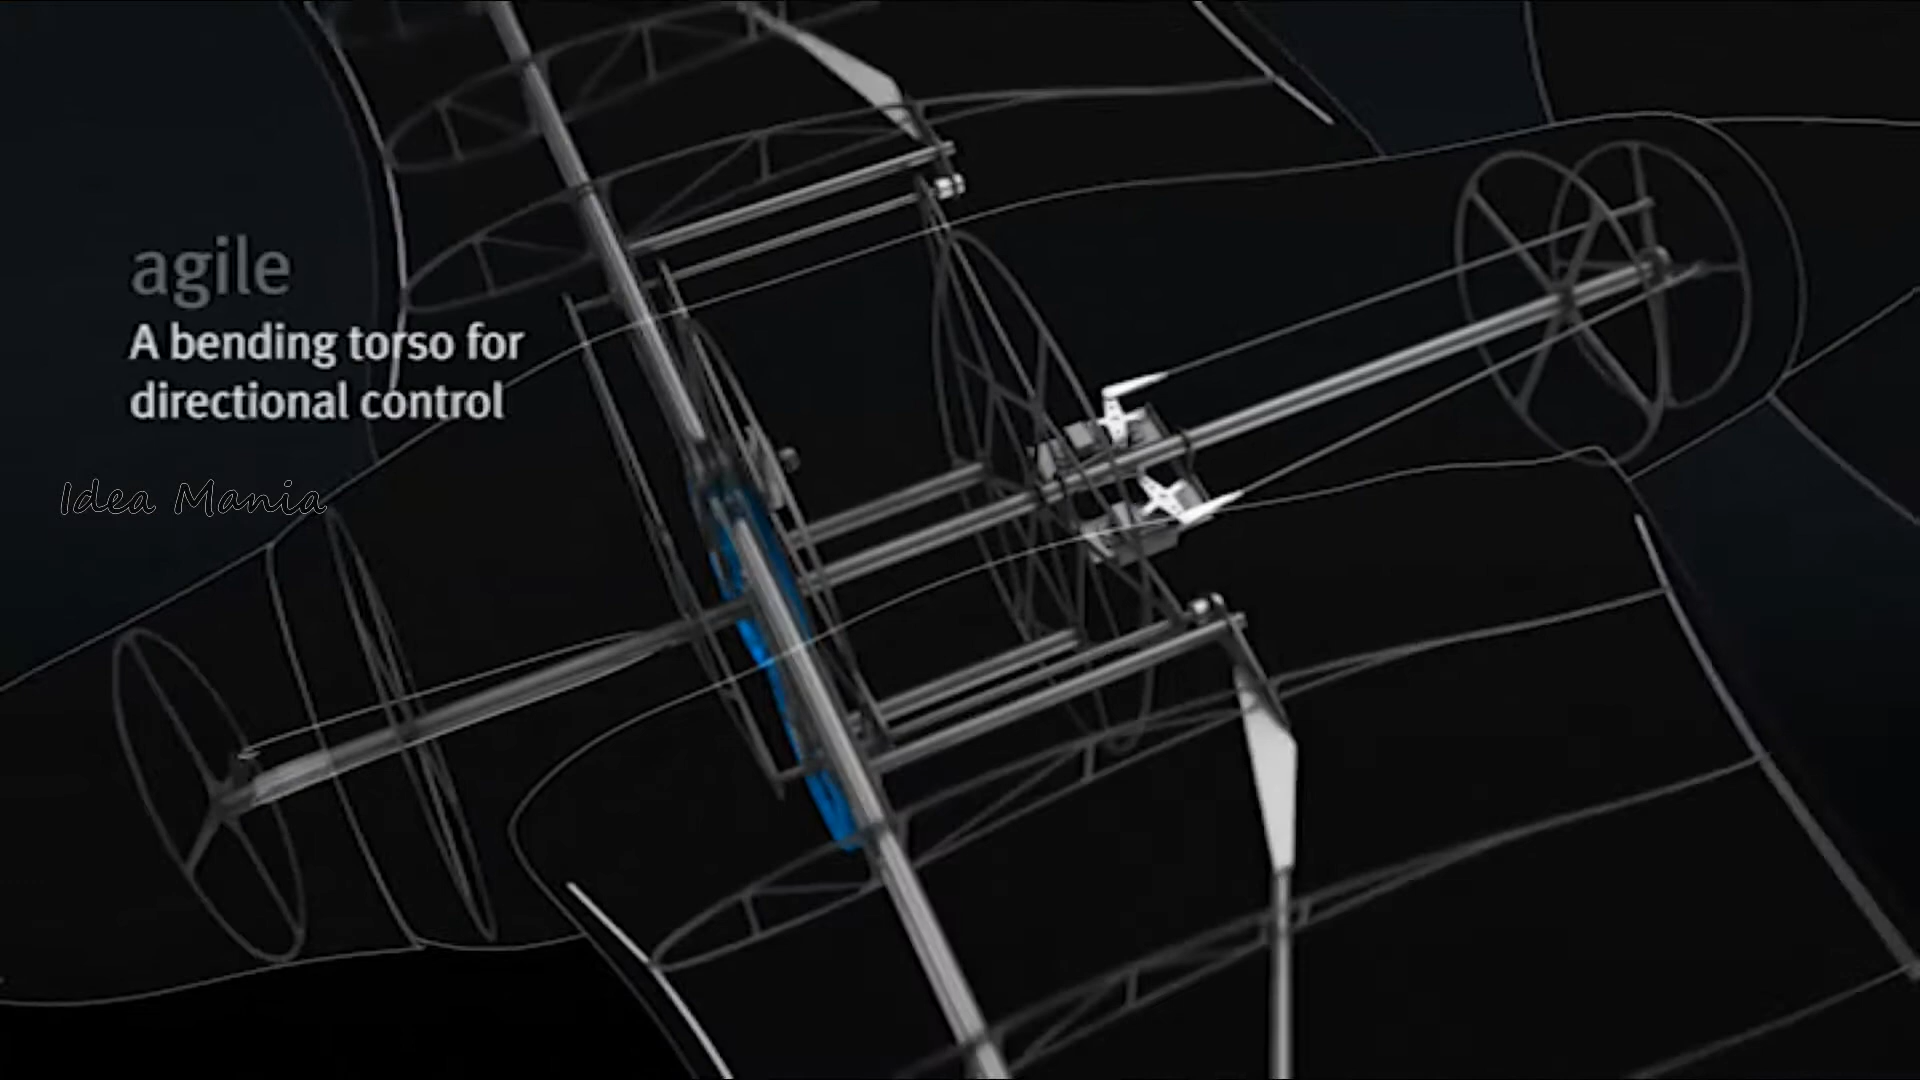 agile
A bending torso for
directional control
Idea Mania